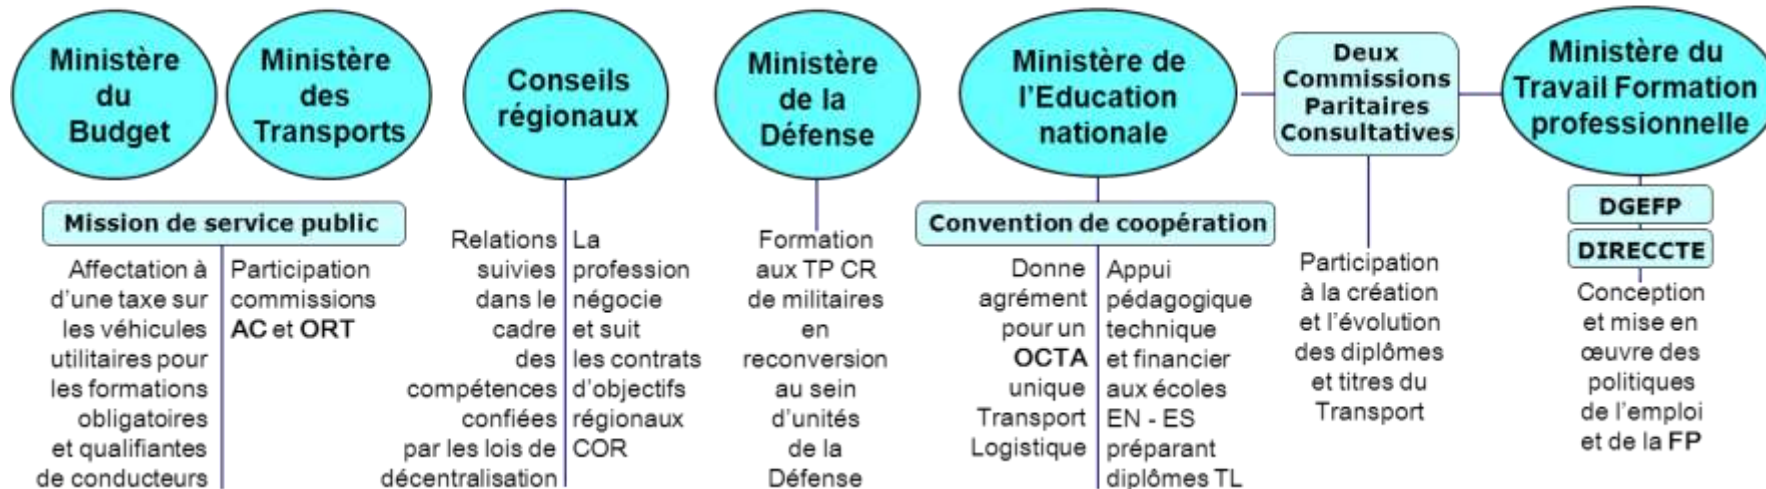 Ministère
du
Budget
Ministère
des
Transports
Conseils
régionaux
Ministère
de la
Défense
Ministère de
l'Education
nationale
Deux
Commissions
Paritaires
Consultatives
Ministère du
Travail Formation
professionnelle
Mission de service public
Affectation à
d'une taxe sur
les véhicules
utilitaires pour
les formations
obligatoires
et qualifiantes
de conducteurs
Participation
commissions
AC et ORT
Relations
suivies
dans le
cadre
des
compétences
confiées
par les lois de
décentralisation
La
profession
négocie
et suit
les contrats
d'objectifs
régionaux
COR
Formation
aux TP CR
de militaires
en
reconversion
au sein
d'unités
de la
Défense
Convention de coopération
Donne
agrément
pour un
OCTA
unique
Transport
Logistique
Appui
pédagogique
technique
et financier
aux écoles
EN - ES
préparant
diplômes TL
Participation
à la création
et l'évolution
des diplômes
et titres du
Transport
DGEFP
DIRECCTE
Conception
et mise en
œuvre des
politiques
de l'emploi
et de la FP